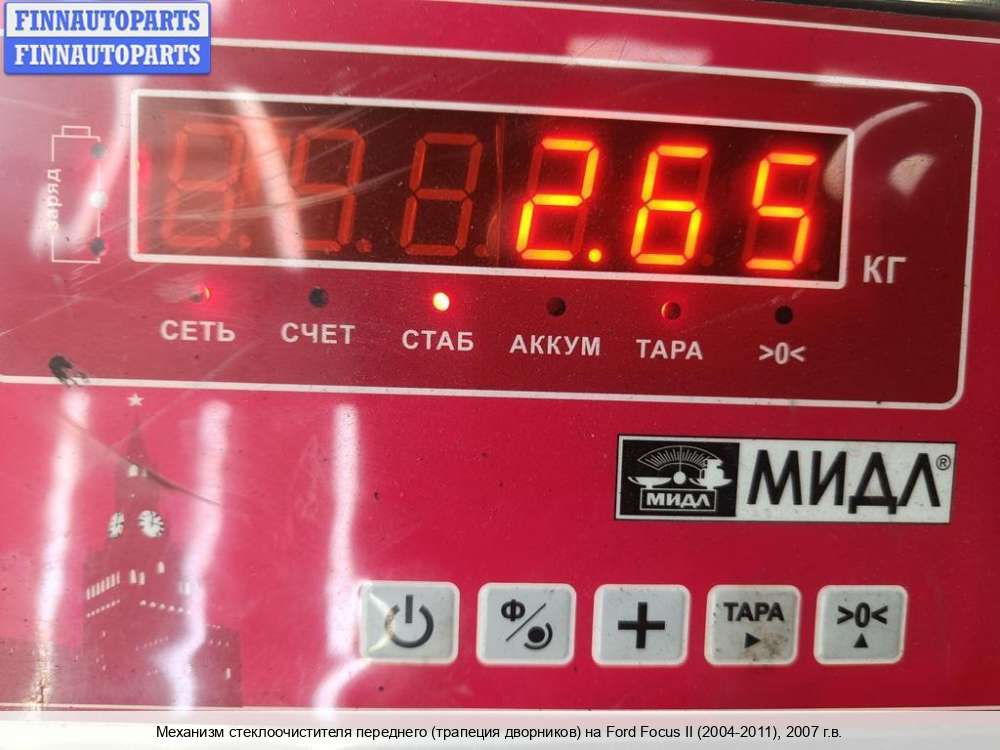 FINNAUTOPARTS
FINNAUTOPARTS
заряд
2.65
КГ
СЕТЬ СЧЕТ СТАБ АККУМ ТАРА >0<
МИДЛ МИДЛ®
Ф ТАРА >0<
Механизм стеклоочистителя переднего (трапеция дворников) на Ford Focus II (2004-2011), 2007 г.в.